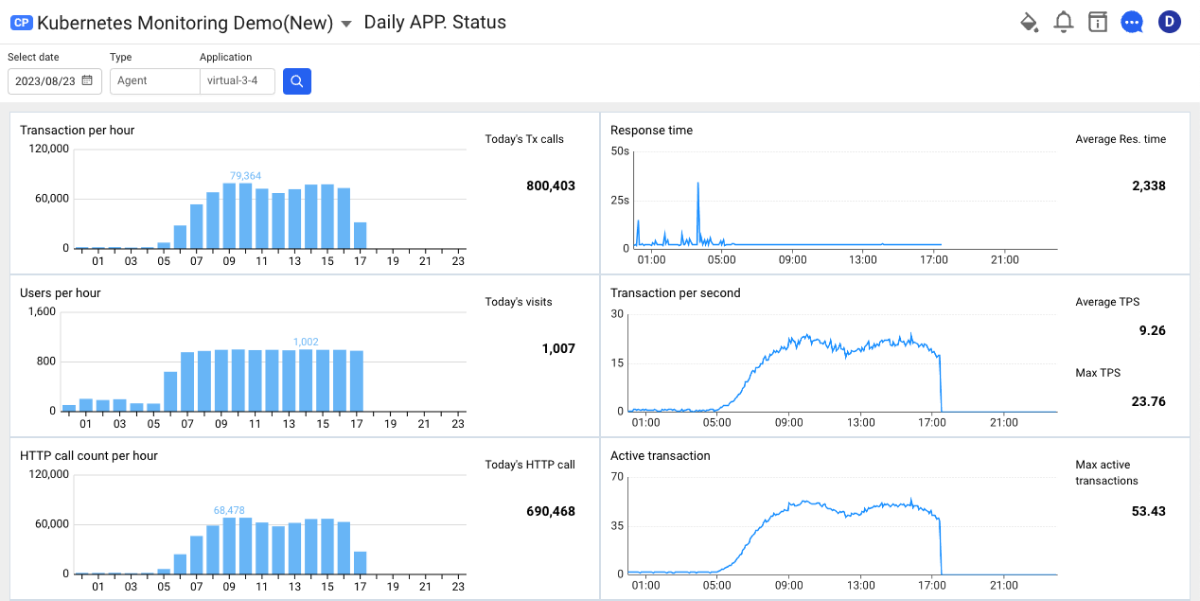 CP Kubernetes Monitoring Demo(New) Daily APP. Status D
Select date Type Application
2023/08/23 Agent virtual-3-4
Transaction per hour
Today's Tx calls
800,403
120,000
60,000
0
79,364
01 03 05 07 09 11 13 15 17 19 21 23
Response time
Average Res. time
2,338
50s
25s
0
01:00 05:00 09:00 13:00 17:00 21:00
Users per hour
Today's visits
1,007
1,600
800
0
1,002
01 03 05 07 09 11 13 15 17 19 21 23
Transaction per second
Average TPS
9.26
Max TPS
23.76
30
15
0
01:00 05:00 09:00 13:00 17:00 21:00
HTTP call count per hour
Today's HTTP call
690,468
120,000
60,000
0
68,478
01 03 05 07 09 11 13 15 17 19 21 23
Active transaction
Max active
transactions
53.43
70
35
0
01:00 05:00 09:00 13:00 17:00 21:00